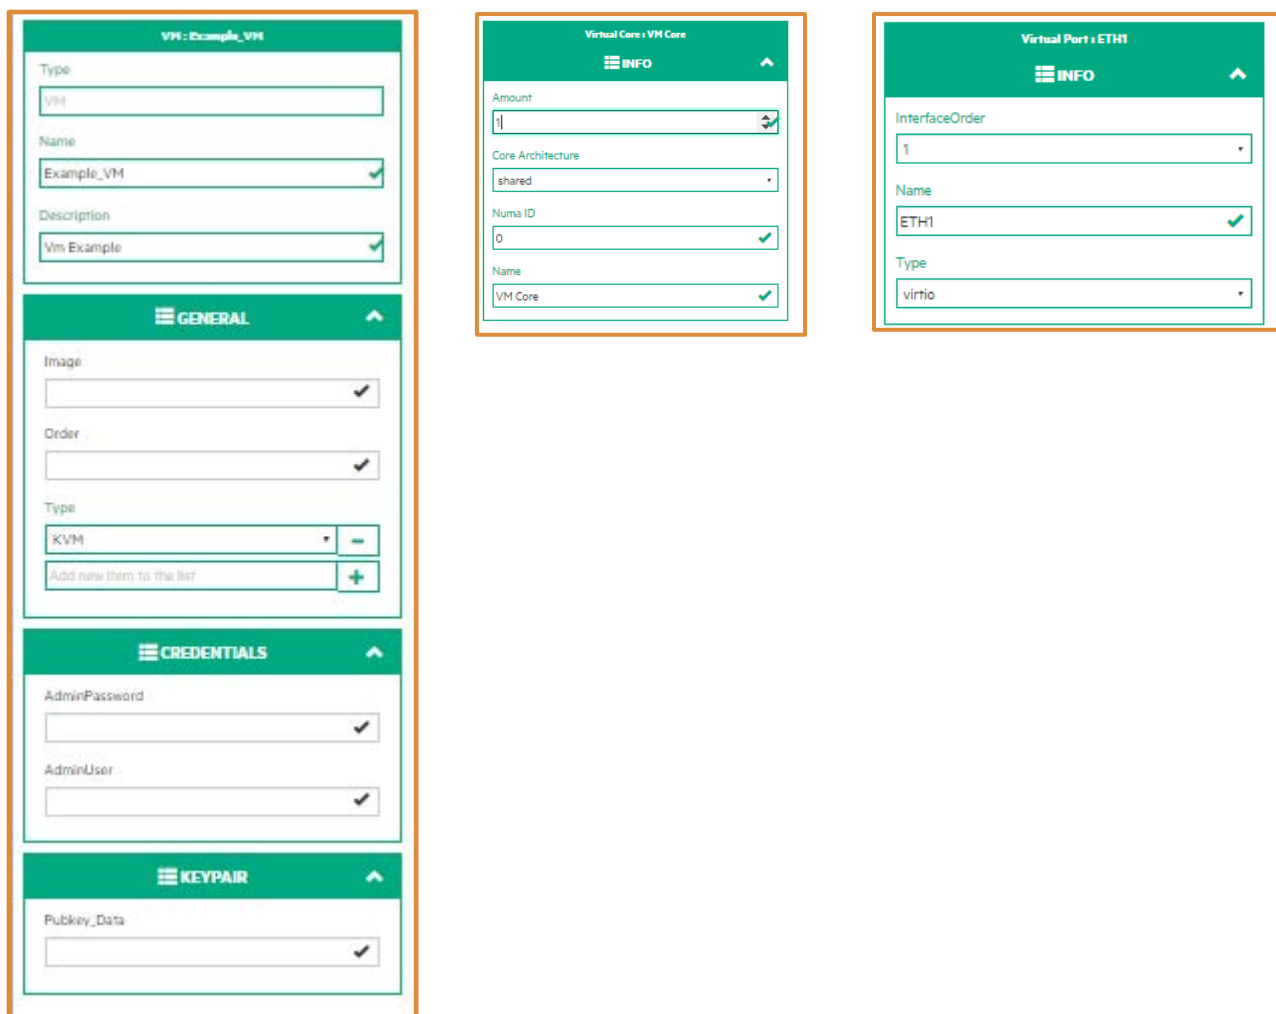 VM : Example_VM
Type
VM
Name
Example_VM
Description
Vm Example
GENERAL
Image
Order
Type
KVM
Add new item to the list
CREDENTIALS
AdminPassword
AdminUser
KEYPAIR
Pubkey_Data
Virtual Core : VM Core
INFO
Amount
1
Core Architecture
shared
Numa ID
0
Name
VM Core
Virtual Port : ETH1
INFO
InterfaceOrder
1
Name
ETH1
Type
virtio